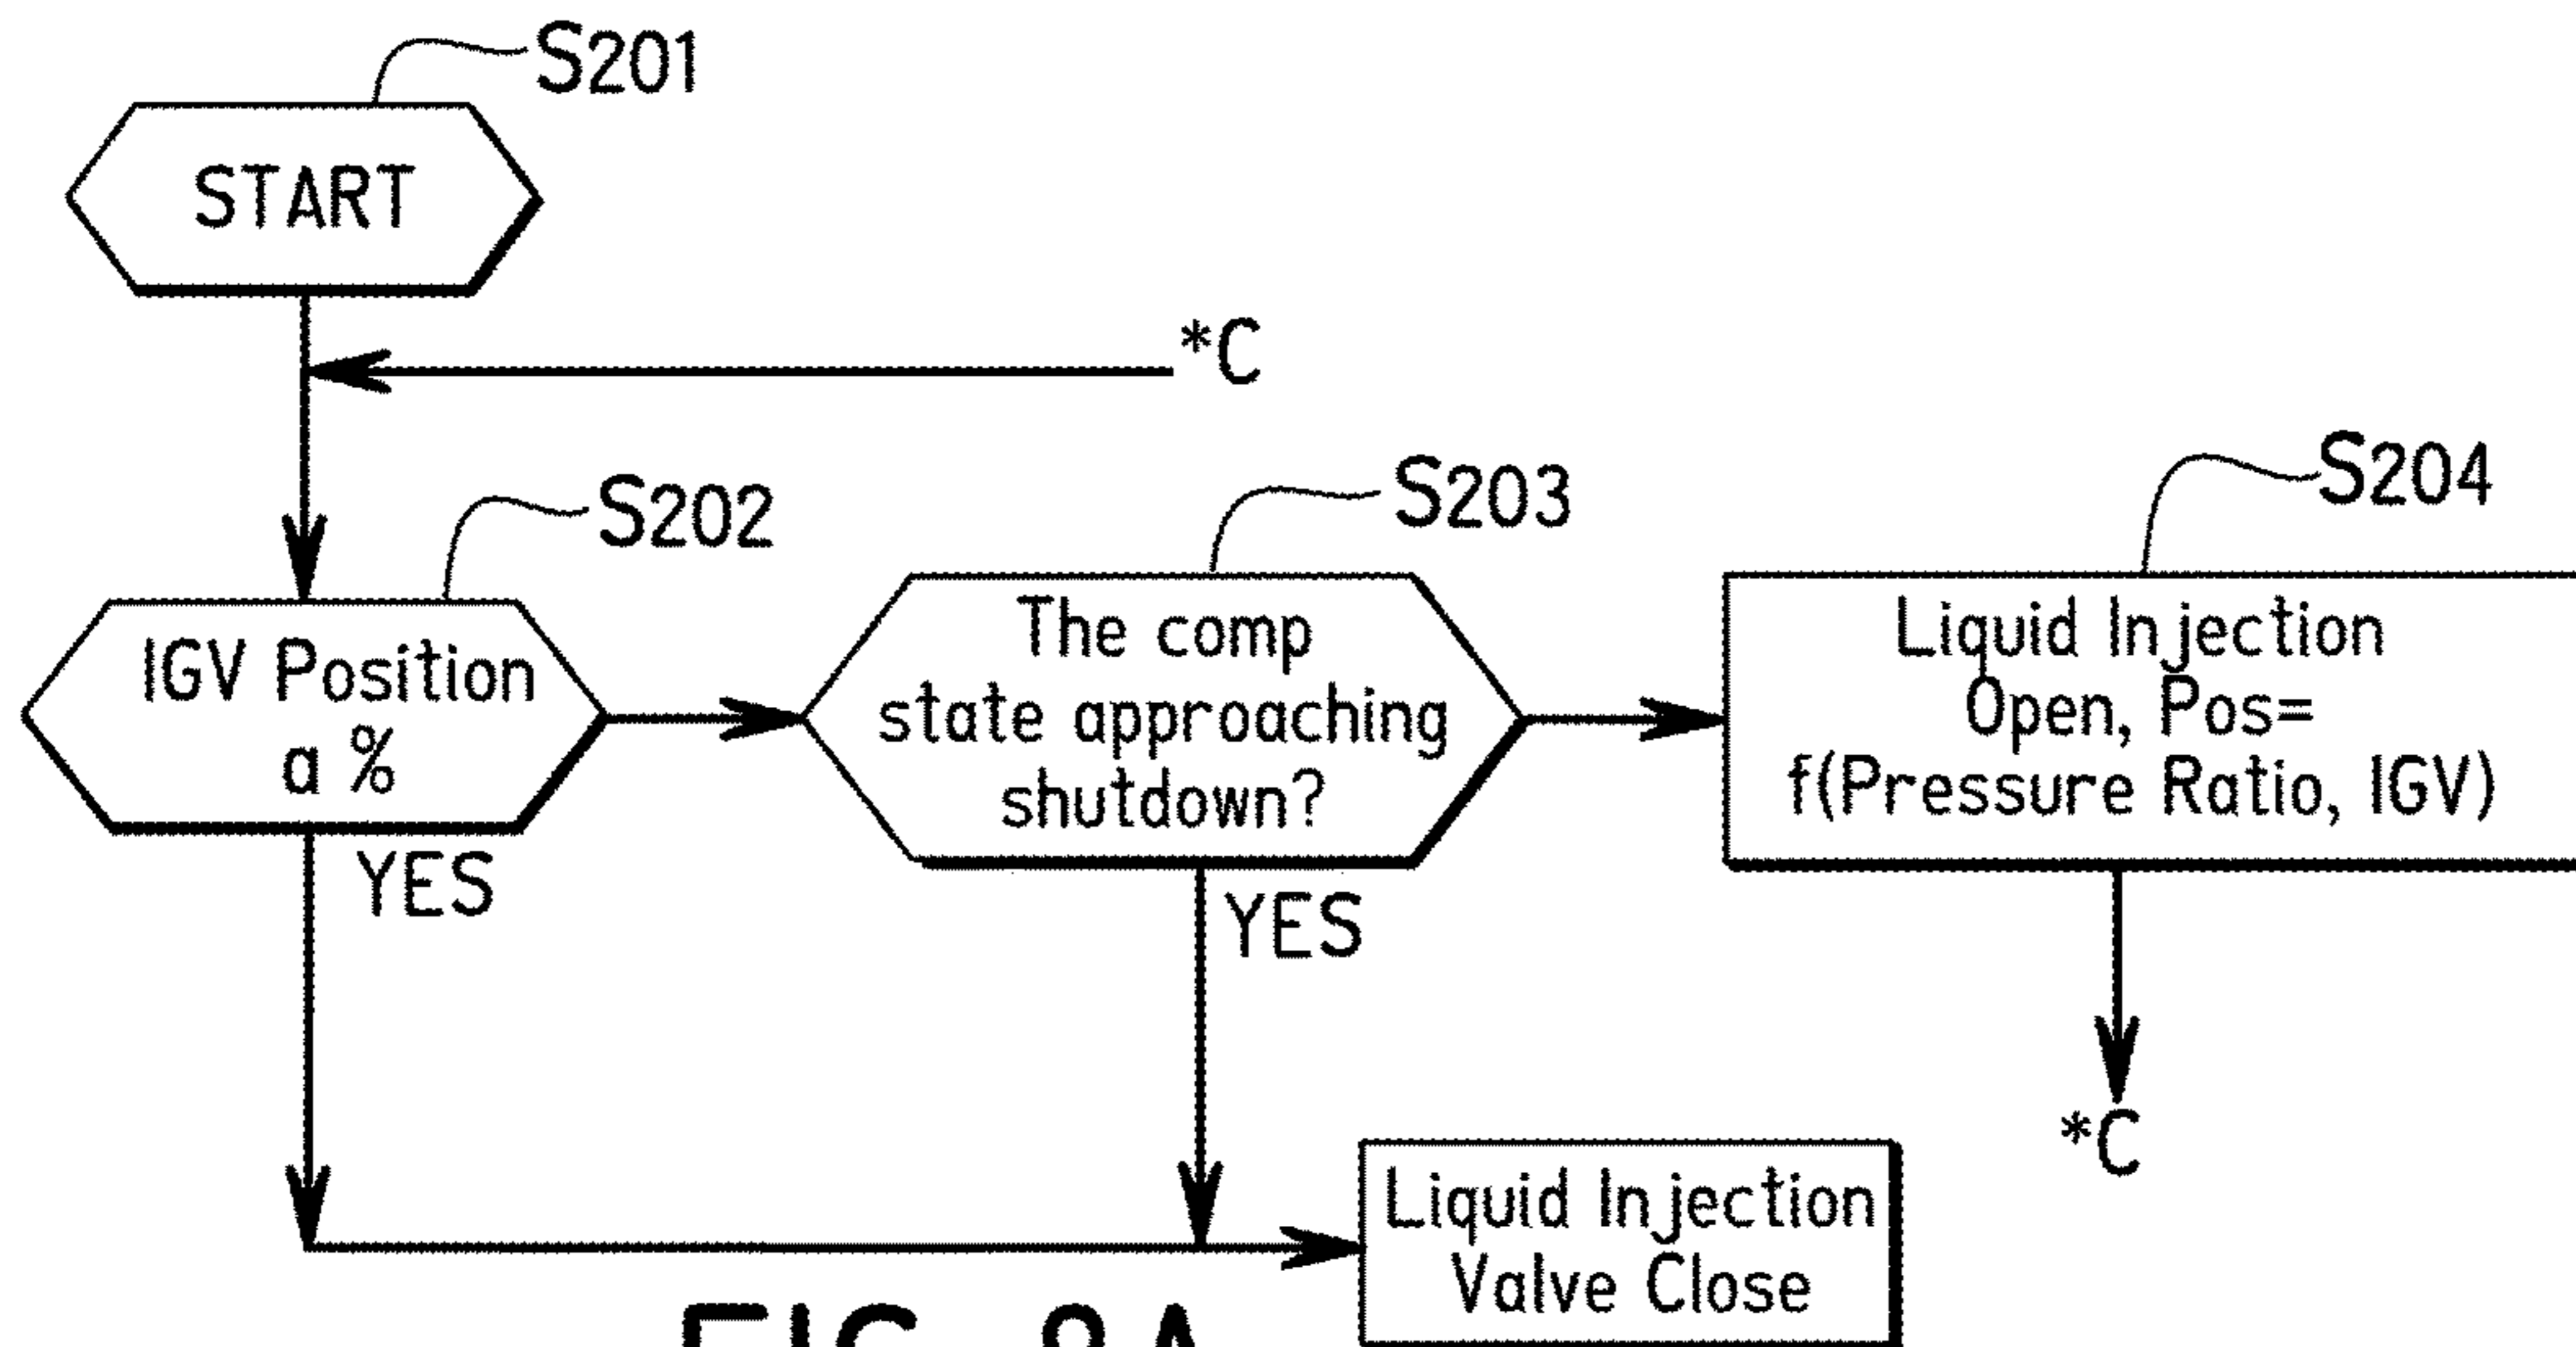 S201
START
*C
S202
IGV Position
a %
YES
S203
The comp
state approaching
shutdown?
YES
S204
Liquid Injection
Open, Pos=
f(Pressure Ratio, IGV)
*C
Liquid Injection
Valve Close